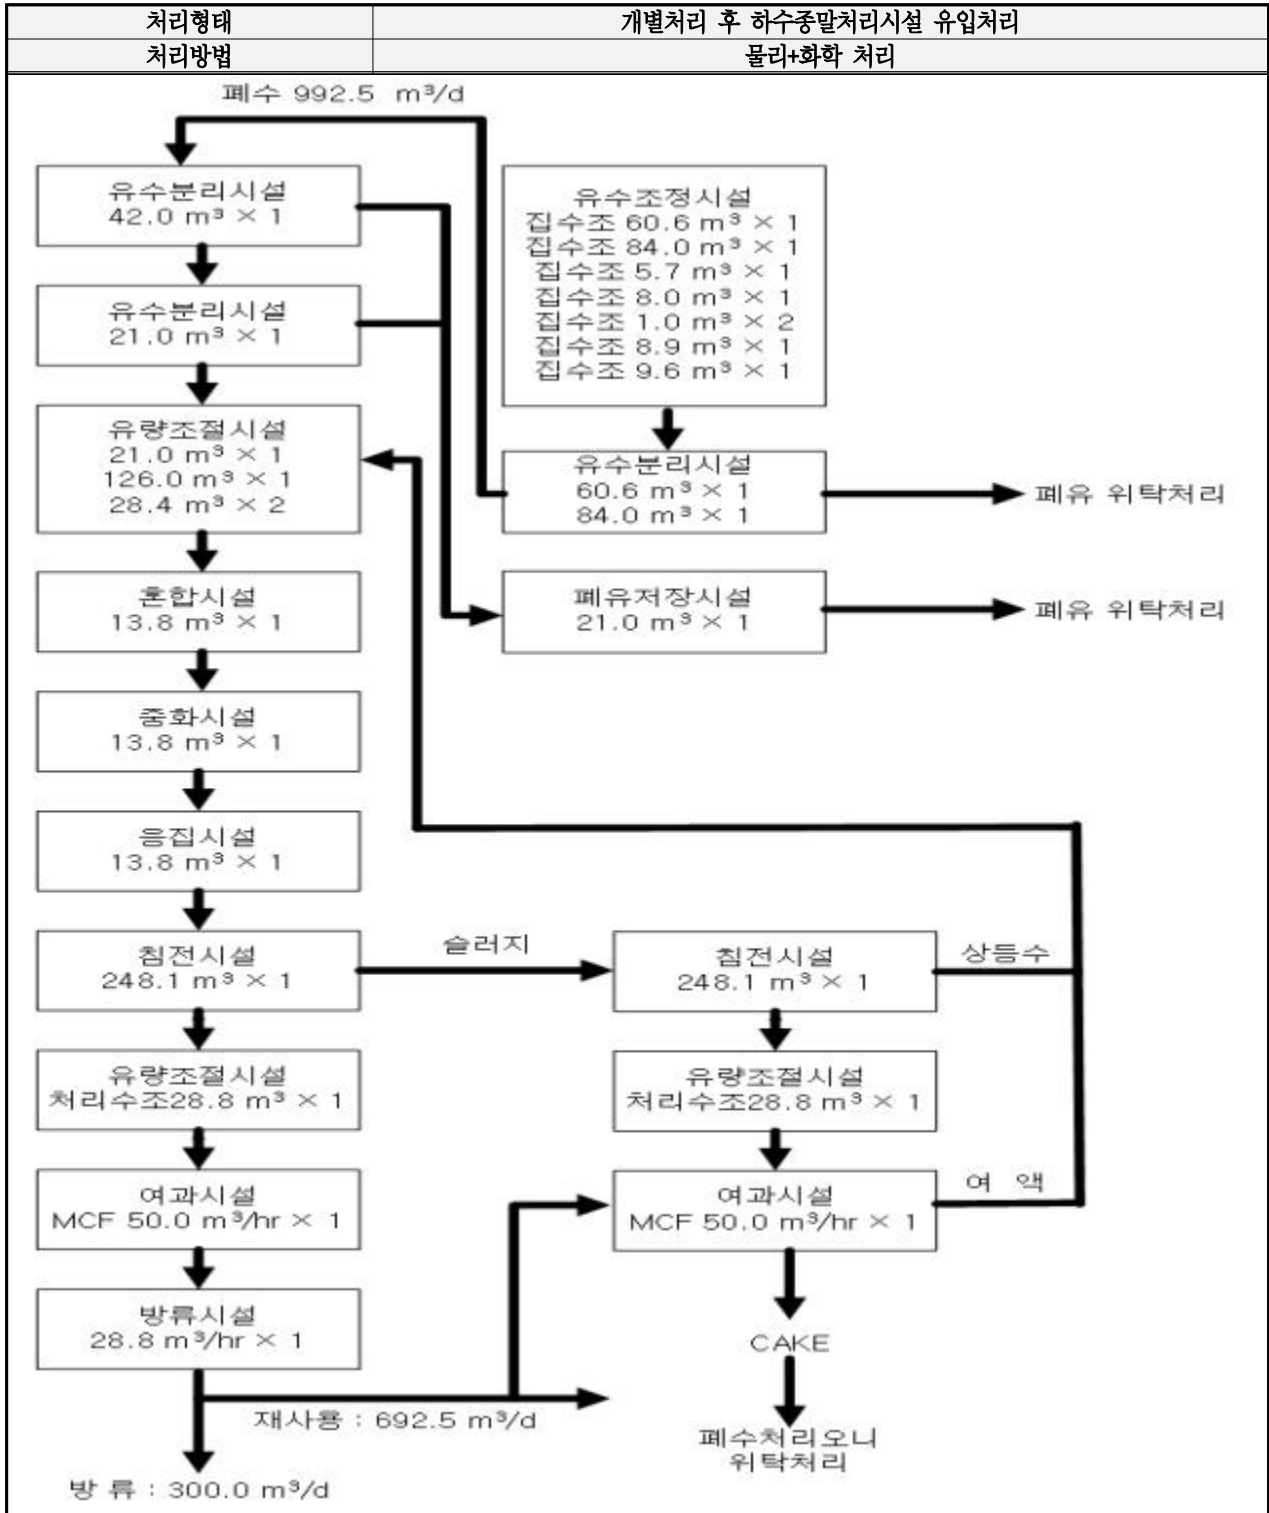 처리형태
개별처리 후 하수종말처리시설 유입처리
처리방법
물리+화학 처리
폐수 992.5 m³/d
유수분리시설
42.0 m³ × 1
유수분리시설
21.0 m³ × 1
유량조절시설
21.0 m³ × 1
126.0 m³ × 1
28.4 m³ × 2
혼합시설
13.8 m³ × 1
중화시설
13.8 m³ × 1
응집시설
13.8 m³ × 1
침전시설
248.1 m³ × 1
유량조절시설
처리수조28.8 m³ × 1
여과시설
MCF 50.0 m³/hr × 1
방류시설
28.8 m³/hr × 1
재사용 : 692.5 m³/d
방 류 : 300.0 m³/d
유수조정시설
집수조 60.6 m³ × 1
집수조 84.0 m³ × 1
집수조 5.7 m³ × 1
집수조 8.0 m³ × 1
집수조 1.0 m³ × 2
집수조 8.9 m³ × 1
집수조 9.6 m³ × 1
유수분리시설
60.6 m³ × 1
84.0 m³ × 1
폐유 위탁처리
폐유저장시설
21.0 m³ × 1
폐유 위탁처리
슬러지
침전시설
248.1 m³ × 1
상등수
유량조절시설
처리수조28.8 m³ × 1
여과시설
MCF 50.0 m³/hr × 1
여 액
CAKE
폐수처리오니
위탁처리